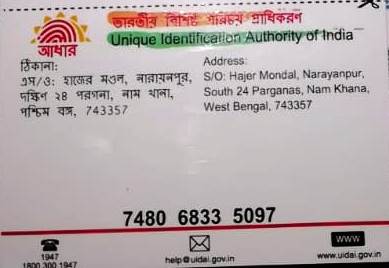 ভারতীয় বিশিষ্ট পরিচয় প্রাধিকরণ
Unique Identification Authority of India
আধার
ঠিকানা:
এস/ও: হাজের মণ্ডল, নারায়নপুর,
দক্ষিণ ২৪ পরগনা, নাম থানা,
পশ্চিম বঙ্গ, 743357
Address:
S/O: Hajer Mondal, Narayanpur,
South 24 Parganas, Nam Khana,
West Bengal, 743357
7480 6833 5097
1947
1800 300 1947
help@uidai.gov.in
WWW
www.uidai.gov.in